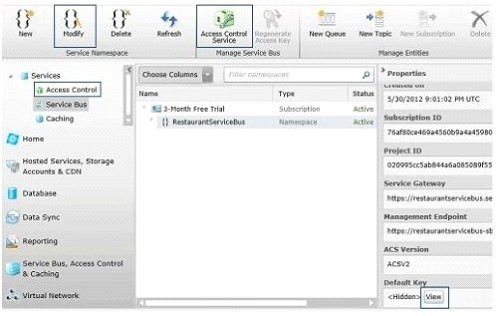 New
Modify
Delete
Refresh
Access Control Service
Regenerate Access Key
New Queue
New Topic
New Subscription
Delete
Service Namespace
Manage Service Bus
Manage Entities
Services
Access Control
Service Bus
Caching
Home
Hosted Services, Storage Accounts & CDN
Database
Data Sync
Reporting
Service Bus, Access Control & Caching
Virtual Network
Choose Columns
Filter namespaces
Name Type Status
3-Month Free Trial Subscription Active
RestaurantServiceBus Namespace Active
Properties
Created on
5/30/2012 9:01:02 PM UTC
Subscription ID
76af80ce469a4560b9a4a45980
Project ID
020995cc5ab844a6a085089f55
Service Gateway
https://restaurantservicebus.se
Management Endpoint
https://restaurantservicebus-sb
ACS Version
ACSV2
Default Key
<Hidden> View